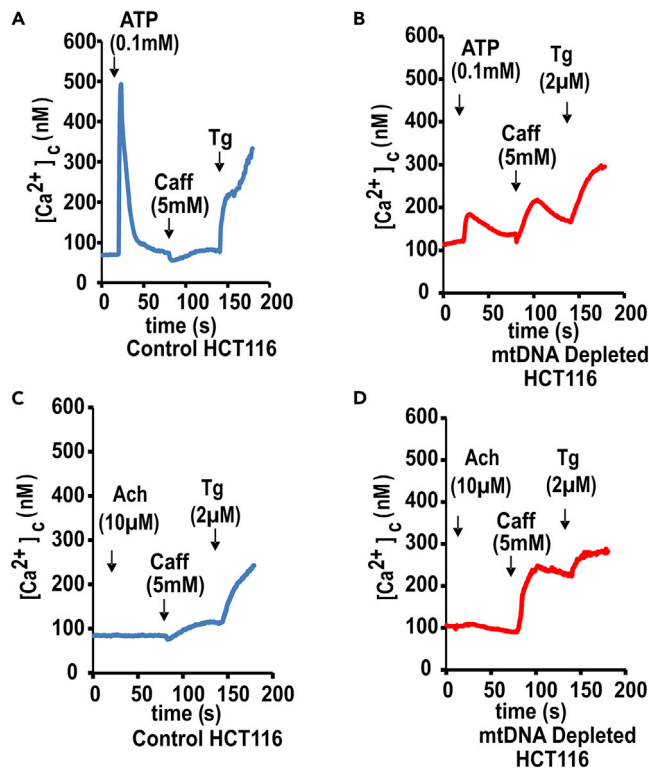 A
ATP
(0.1mM)
600
500
400
300
200
100
0
[Ca2+]c (nM)
Caff
(5mM)
Tg
0 50 100 150 200
time (s)
Control HCT116
B
ATP
(0.1mM)
Tg
(2μM)
Caff
(5mM)
600
500
400
300
200
100
0
[Ca2+]c (nM)
0 50 100 150 200
time (s)
mtDNA Depleted
HCT116
C
600
500
400
300
200
100
0
[Ca2+]c (nM)
Ach
(10μM)
Tg
(2μM)
Caff
(5mM)
0 50 100 150 200
time (s)
Control HCT116
D
600
500
400
300
200
100
0
[Ca2+]c (nM)
Ach
(10μM)
Tg
(2μM)
Caff
(5mM)
0 50 100 150 200
time (s)
mtDNA Depleted
HCT116